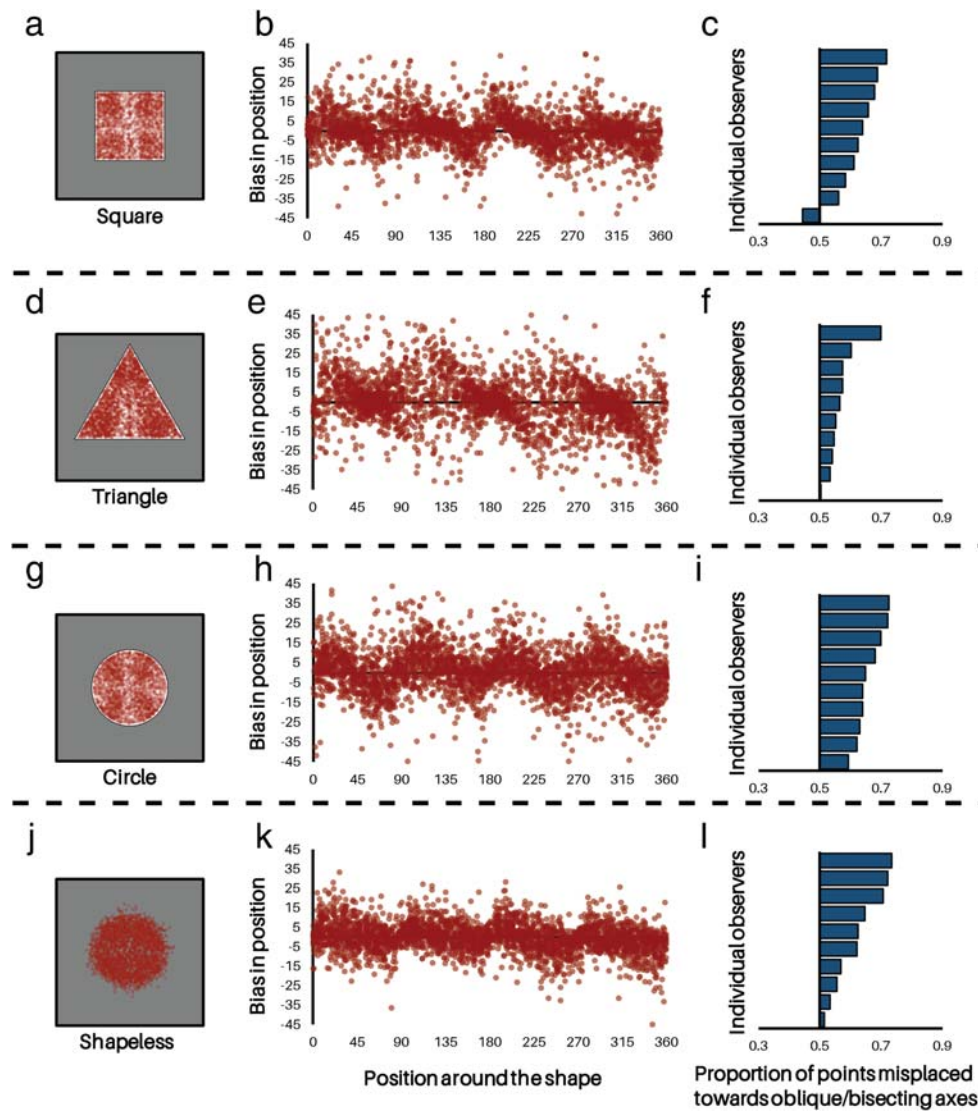 a
b
c
45
35
25
15
5
-5
-15
-25
-35
-45
Bias in position
0 45 90 135 180 225 270 315 360
Square
Individual observers
0.3 0.5 0.7 0.9
d
e
f
45
35
25
15
5
-5
-15
-25
-35
-45
Bias in position
0 45 90 135 180 225 270 315 360
Triangle
Individual observers
0.3 0.5 0.7 0.9
g
h
i
45
35
25
15
5
-5
-15
-25
-35
-45
Bias in position
0 45 90 135 180 225 270 315 360
Circle
Individual observers
0.3 0.5 0.7 0.9
j
k
l
45
35
25
15
5
-5
-15
-25
-35
-45
Bias in position
0 45 90 135 180 225 270 315 360
Shapeless
Individual observers
0.3 0.5 0.7 0.9
Position around the shape
Proportion of points misplaced
towards oblique/bisecting axes